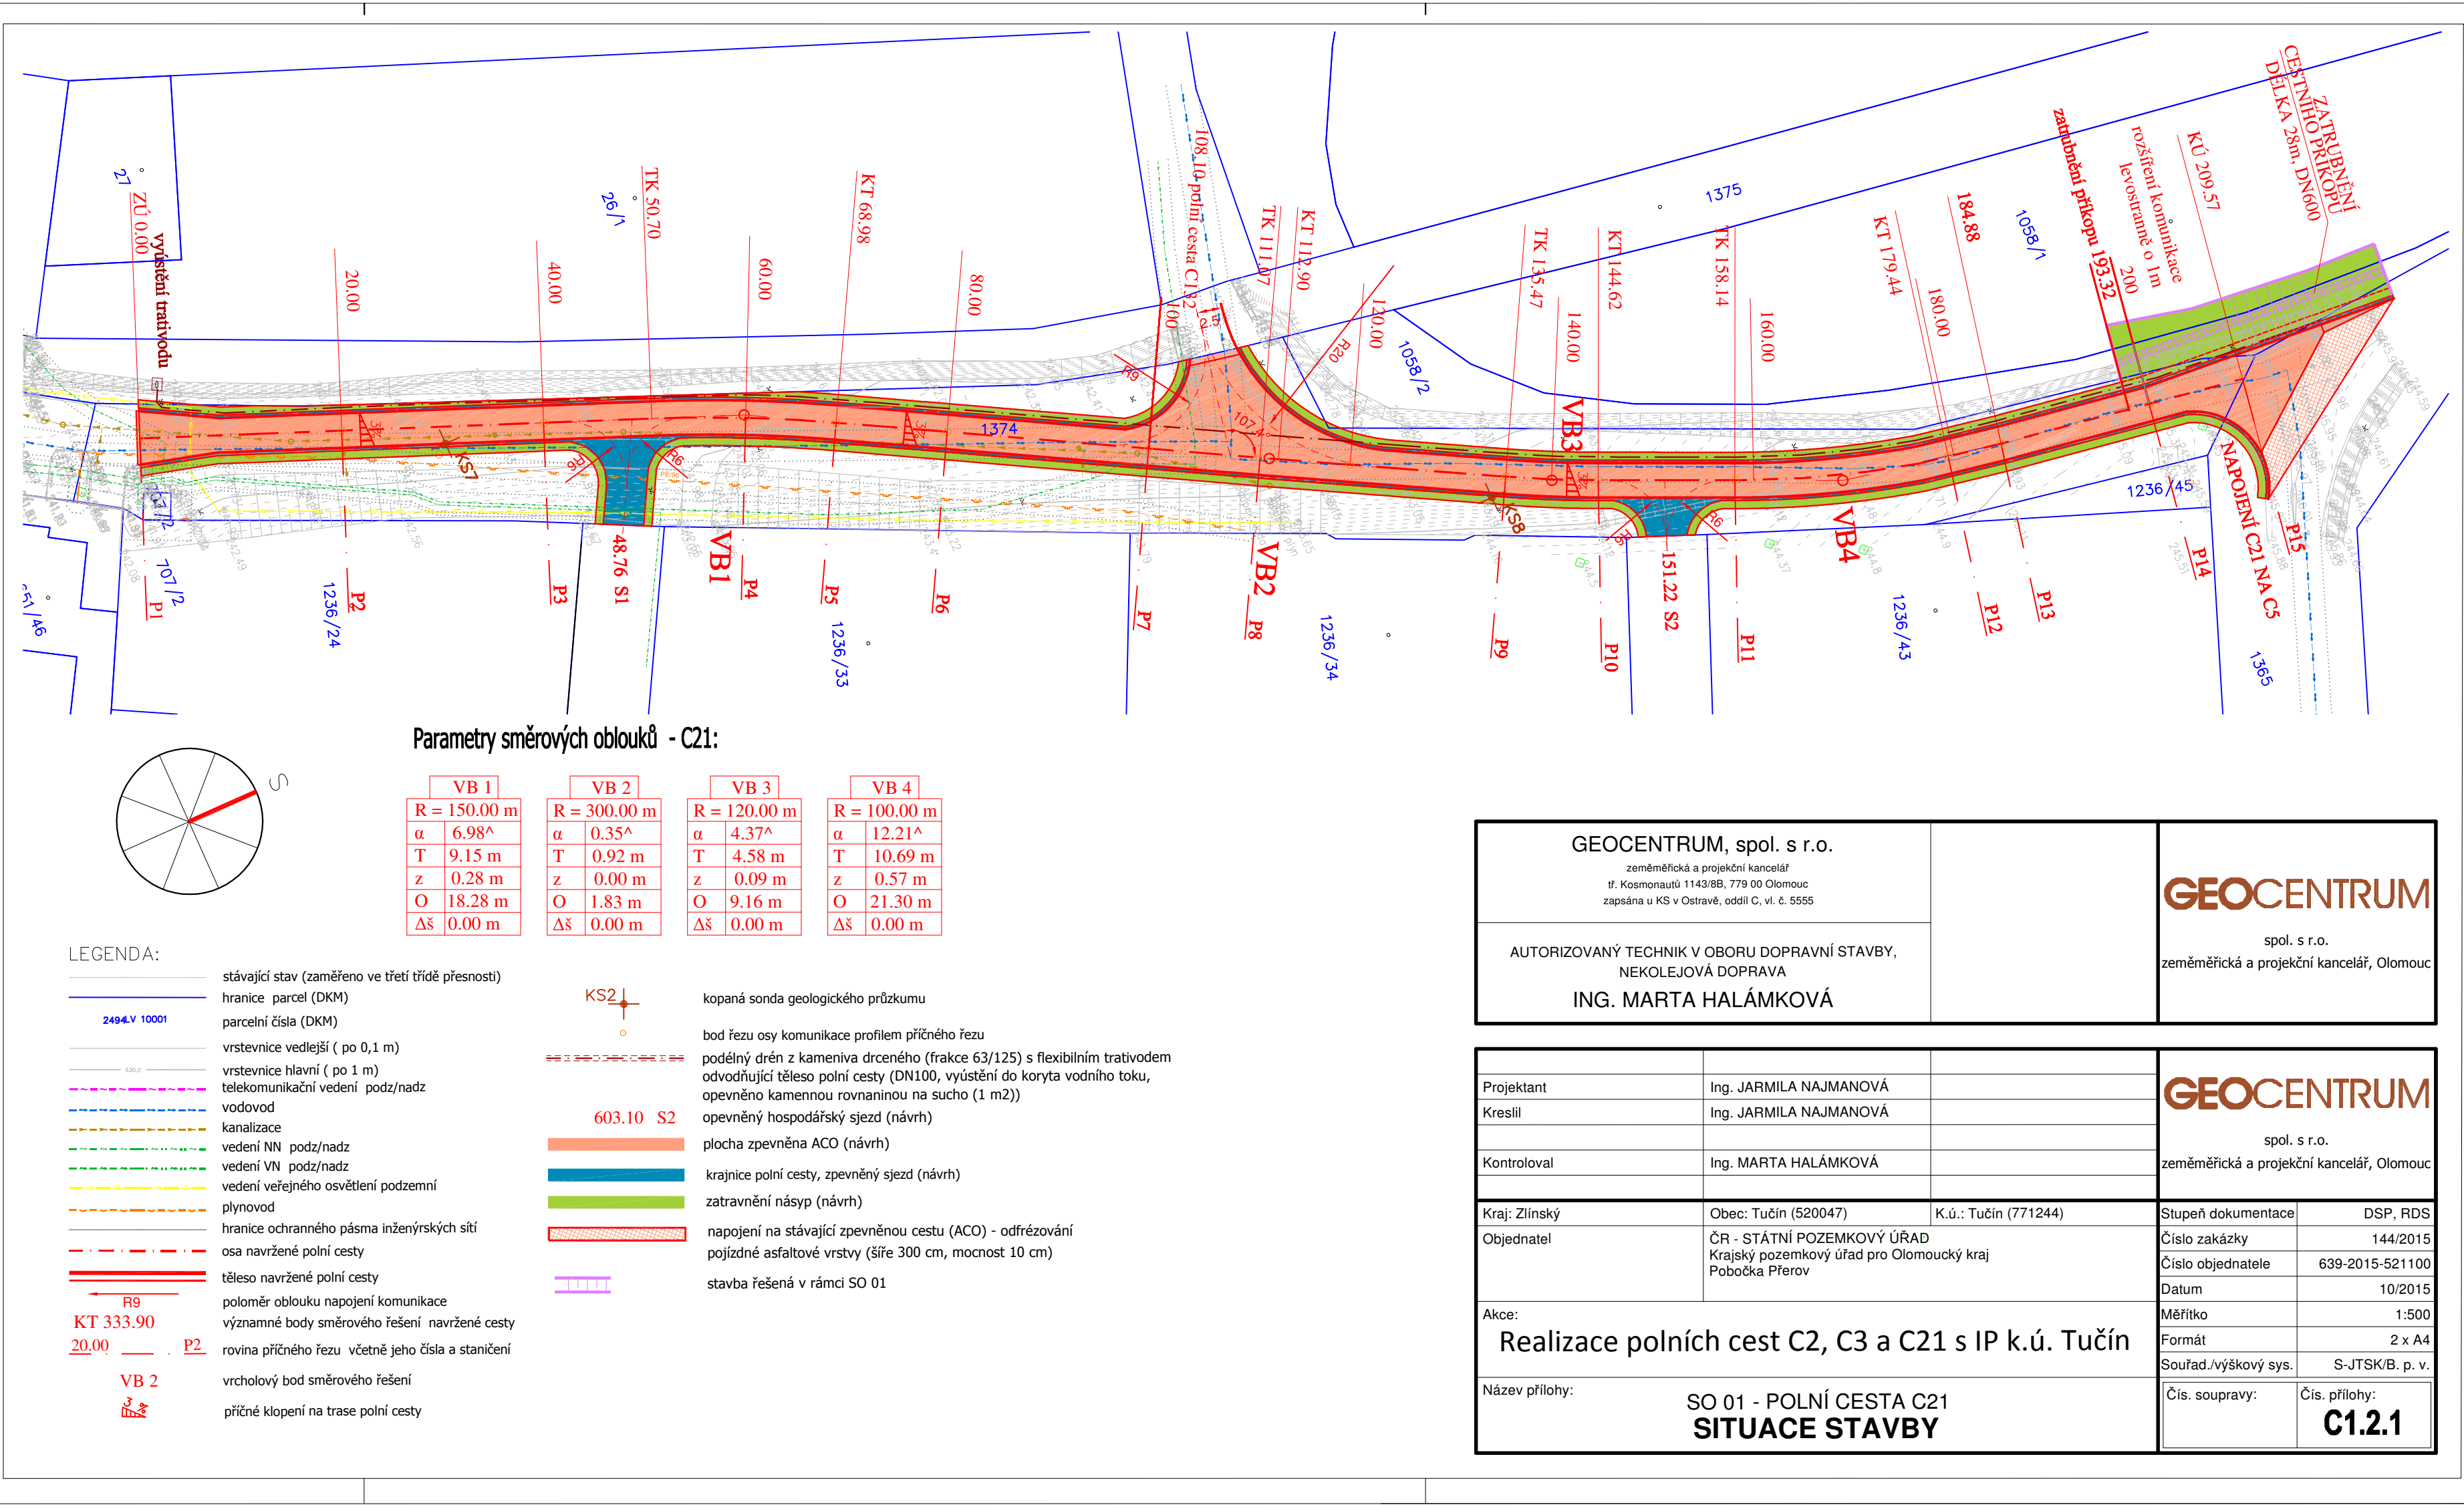 27
ZÚ 0.00
vyústění trativodu
20.00
40.00
26/1
TK 50.70
60.00
KT 68.98
80.00
100
108.10 polní cesta C132
2.5
TK 111.07
KT 112.90
120.00
R9
R20
107
1058/2
TK 135.47
140.00
KT 144.62
TK 158.14
160.00
1375
KT 179.44
180.00
184.88
1058/1
zatrubnění příkopu 193.32
200
rozšíření komunikace
levostranně o 1m
KÚ 209.57
ZATRUBNĚNÍ
CESTNÍHO PŘÍKOPU
DÉLKA 28m, DN600
1374
KS7
R6
R6
KS8
R6
R6
VB1
VB2
VB3
VB4
48.76 S1
151.22 S2
707/2
707/2
P1
P2
P3
P4
P5
P6
P7
P8
P9
P10
P11
P12
P13
P14
P15
1236/24
1236/33
1236/34
1236/43
1236/45
1365
NAPOJENÍ C21 NA C5
Parametry směrových oblouků - C21:
S
VB 1
R = 150.00 m
α 6.98^
T 9.15 m
z 0.28 m
O 18.28 m
Δš 0.00 m
VB 2
R = 300.00 m
α 0.35^
T 0.92 m
z 0.00 m
O 1.83 m
Δš 0.00 m
VB 3
R = 120.00 m
α 4.37^
T 4.58 m
z 0.09 m
O 9.16 m
Δš 0.00 m
VB 4
R = 100.00 m
α 12.21^
T 10.69 m
z 0.57 m
O 21.30 m
Δš 0.00 m
LEGENDA:
stávající stav (zaměřeno ve třetí třídě přesnosti)
hranice parcel (DKM)
2494 LV 10001 parcelní čísla (DKM)
vrstevnice vedlejší ( po 0,1 m)
630,0 vrstevnice hlavní ( po 1 m)
telekomunikační vedení podz/nadz
vodovod
kanalizace
vedení NN podz/nadz
vedení VN podz/nadz
vedení veřejného osvětlení podzemní
plynovod
hranice ochranného pásma inženýrských sítí
osa navržené polní cesty
těleso navržené polní cesty
R9 poloměr oblouku napojení komunikace
KT 333.90 významné body směrového řešení navržené cesty
20.00 P2 rovina příčného řezu včetně jeho čísla a staničení
VB 2 vrcholový bod směrového řešení
3% příčné klopení na trase polní cesty
KS2 kopaná sonda geologického průzkumu
bod řezu osy komunikace profilem příčného řezu
podélný drén z kameniva drceného (frakce 63/125) s flexibilním trativodem
odvodňující těleso polní cesty (DN100, vyústění do koryta vodního toku,
opevněno kamennou rovnaninou na sucho (1 m2))
603.10 S2 opevněný hospodářský sjezd (návrh)
plocha zpevněna ACO (návrh)
krajnice polní cesty, zpevněný sjezd (návrh)
zatravnění násyp (návrh)
napojení na stávající zpevněnou cestu (ACO) - odfrézování
pojízdné asfaltové vrstvy (šíře 300 cm, mocnost 10 cm)
stavba řešená v rámci SO 01
GEOCENTRUM, spol. s r.o.
zeměměřická a projekční kancelář
tř. Kosmonautů 1143/8B, 779 00 Olomouc
zapsána u KS v Ostravě, oddíl C, vl. č. 5555
AUTORIZOVANÝ TECHNIK V OBORU DOPRAVNÍ STAVBY,
NEKOLEJOVÁ DOPRAVA
ING. MARTA HALÁMKOVÁ
GEOCENTRUM
spol. s r.o.
zeměměřická a projekční kancelář, Olomouc
Projektant Ing. JARMILA NAJMANOVÁ
Kreslil Ing. JARMILA NAJMANOVÁ
Kontroloval Ing. MARTA HALÁMKOVÁ
GEOCENTRUM
spol. s r.o.
zeměměřická a projekční kancelář, Olomouc
Kraj: Zlínský Obec: Tučín (520047) K.ú.: Tučín (771244)
Objednatel ČR - STÁTNÍ POZEMKOVÝ ÚŘAD
Krajský pozemkový úřad pro Olomoucký kraj
Pobočka Přerov
Akce:
Realizace polních cest C2, C3 a C21 s IP k.ú. Tučín
Název přílohy:
SO 01 - POLNÍ CESTA C21
SITUACE STAVBY
Stupeň dokumentace DSP, RDS
Číslo zakázky 144/2015
Číslo objednatele 639-2015-521100
Datum 10/2015
Měřítko 1:500
Formát 2 x A4
Souřad./výškový sys. S-JTSK/B. p. v.
Čís. soupravy:
Čís. přílohy:
C1.2.1